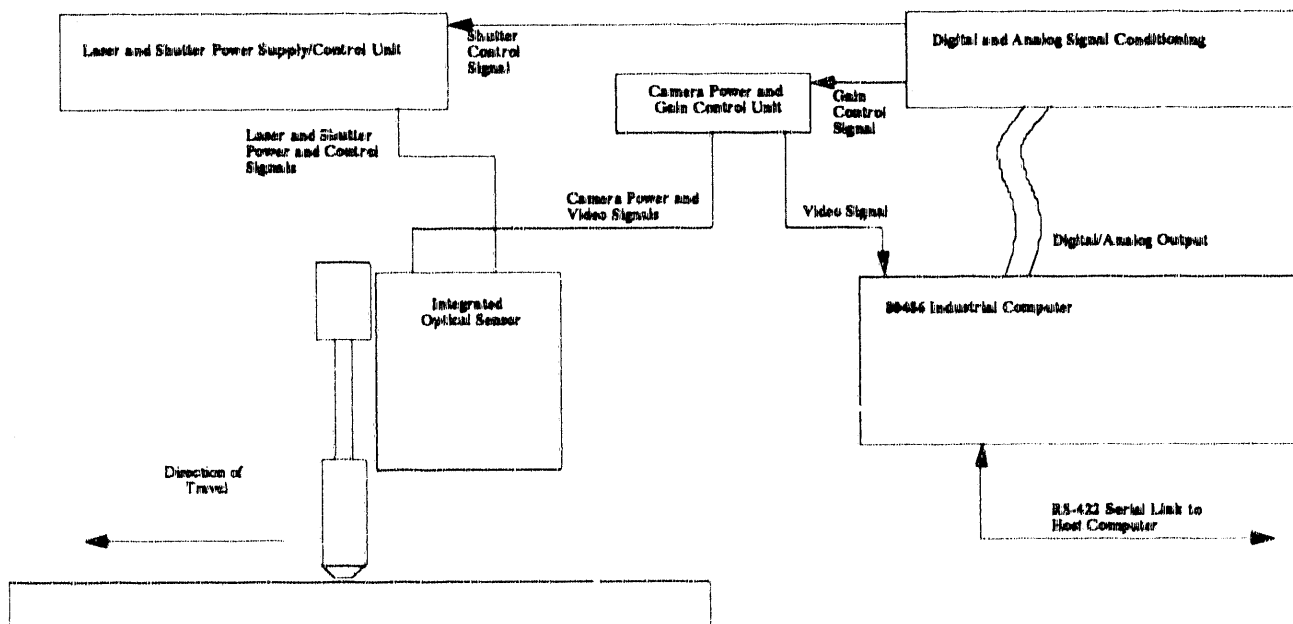 Laser and Shutter Power Supply/Control Unit
Shutter
Control
Signal
Digital and Analog Signal Conditioning
Camera Power and
Gain Control Unit
Gain
Control
Signal
Laser and Shutter
Power and Control
Signals
Camera Power and
Video Signals
Video Signal
Digital/Analog Output
Integrated
Optical Sensor
80486 Industrial Computer
Direction of
Travel
RS-422 Serial Link to
Host Computer